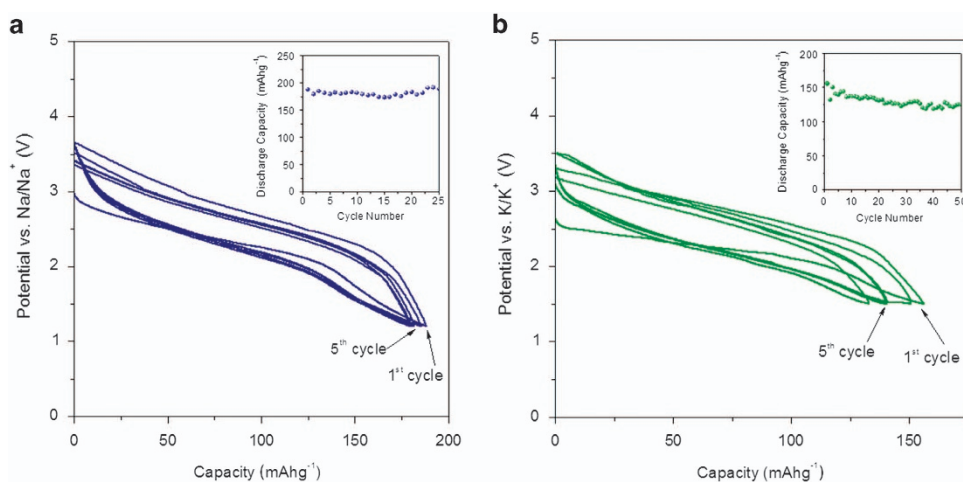 a
5
4
3
2
1
0
Potential vs. Na/Na⁺ (V)
0 50 100 150 200
Capacity (mAhg⁻¹)
250
200
150
100
50
0
Discharge Capacity (mAhg⁻¹)
0 5 10 15 20 25
Cycle Number
5ᵗʰ cycle
1ˢᵗ cycle
b
5
4
3
2
1
0
Potential vs. K/K⁺ (V)
0 50 100 150
Capacity (mAhg⁻¹)
200
150
100
50
0
Discharge Capacity (mAhg⁻¹)
0 10 20 30 40 50
Cycle Number
5ᵗʰ cycle
1ˢᵗ cycle